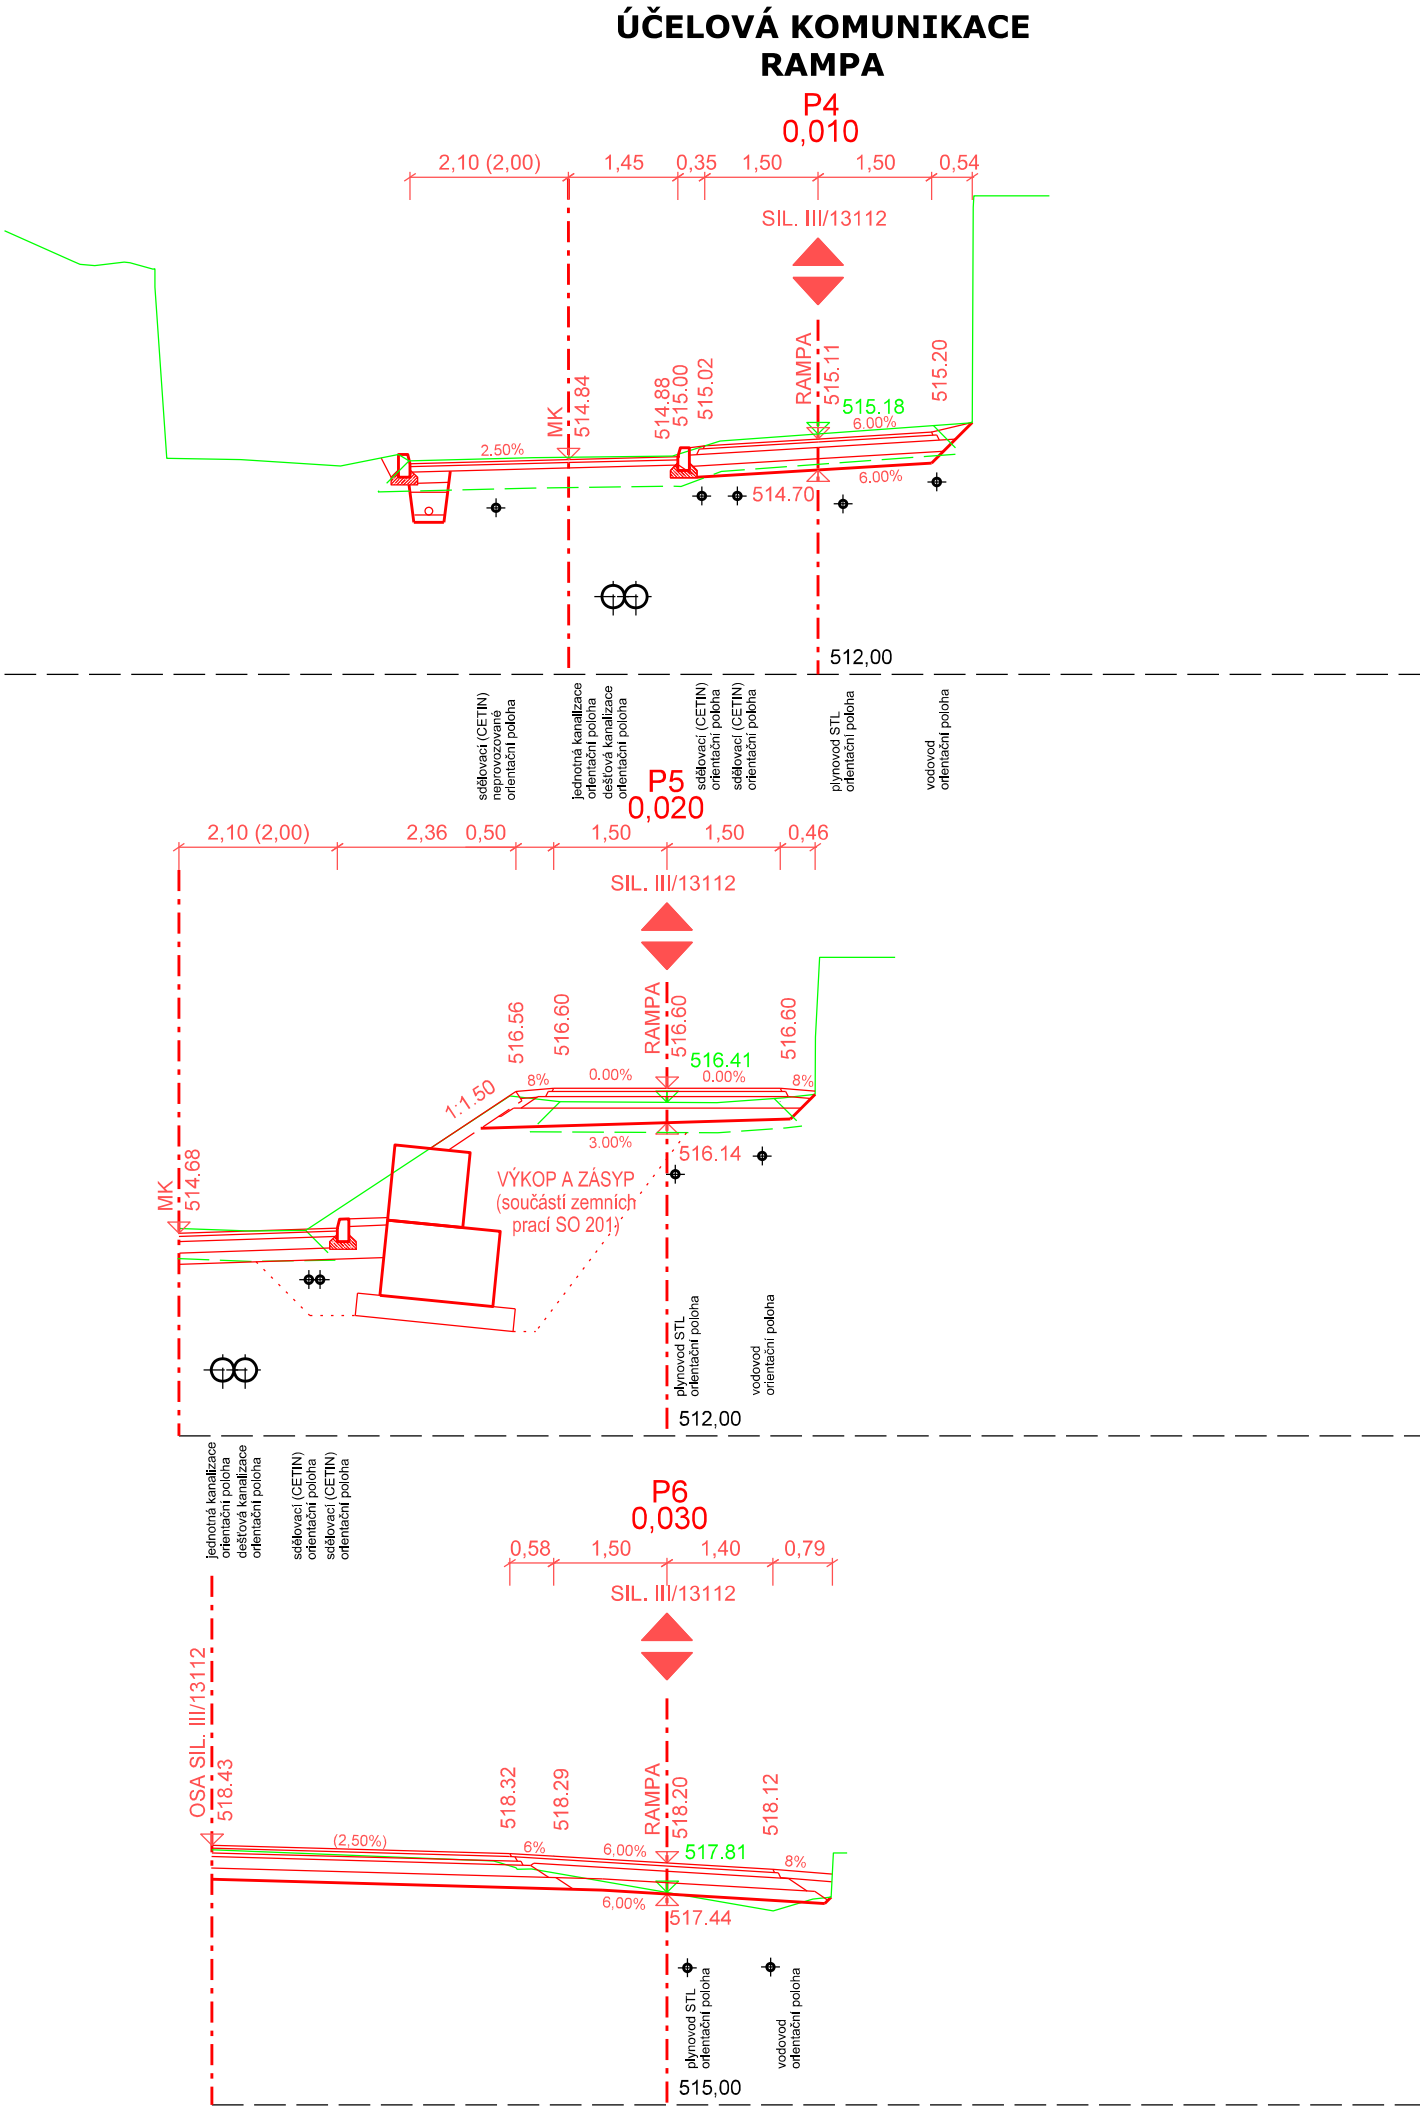 ÚČELOVÁ KOMUNIKACE
RAMPA
P4
0,010
2,10 (2,00)
1,45
0,35
1,50
1,50
0,54
SIL. III/13112
MK
514.84
514.88
515.00
515.02
RAMPA
515.11
515.20
515.18
2.50%
6.00%
6.00%
514.70
512,00
sdělovací (CETIN)
neprovozované
orientační poloha
jednotná kanalizace
orientační poloha
dešťová kanalizace
orientační poloha
sdělovací (CETIN)
orientační poloha
sdělovací (CETIN)
orientační poloha
plynovod STL
orientační poloha
vodovod
orientační poloha
P5
0,020
2,10 (2,00)
2,36
0,50
1,50
1,50
0,46
SIL. III/13112
MK
514.68
516.56
516.60
RAMPA
516.60
516.60
516.41
1:1.50
8%
0.00%
0.00%
8%
3.00%
516.14
VÝKOP A ZÁSYP
(součástí zemních
prací SO 201)
plynovod STL
orientační poloha
vodovod
orientační poloha
512,00
jednotná kanalizace
orientační poloha
dešťová kanalizace
orientační poloha
sdělovací (CETIN)
orientační poloha
sdělovací (CETIN)
orientační poloha
P6
0,030
0,58
1,50
1,40
0,79
SIL. III/13112
OSA SIL. III/13112
518.43
518.32
518.29
RAMPA
518.20
518.12
517.81
(2,50%)
6%
6,00%
8%
6,00%
517.44
plynovod STL
orientační poloha
vodovod
orientační poloha
515,00